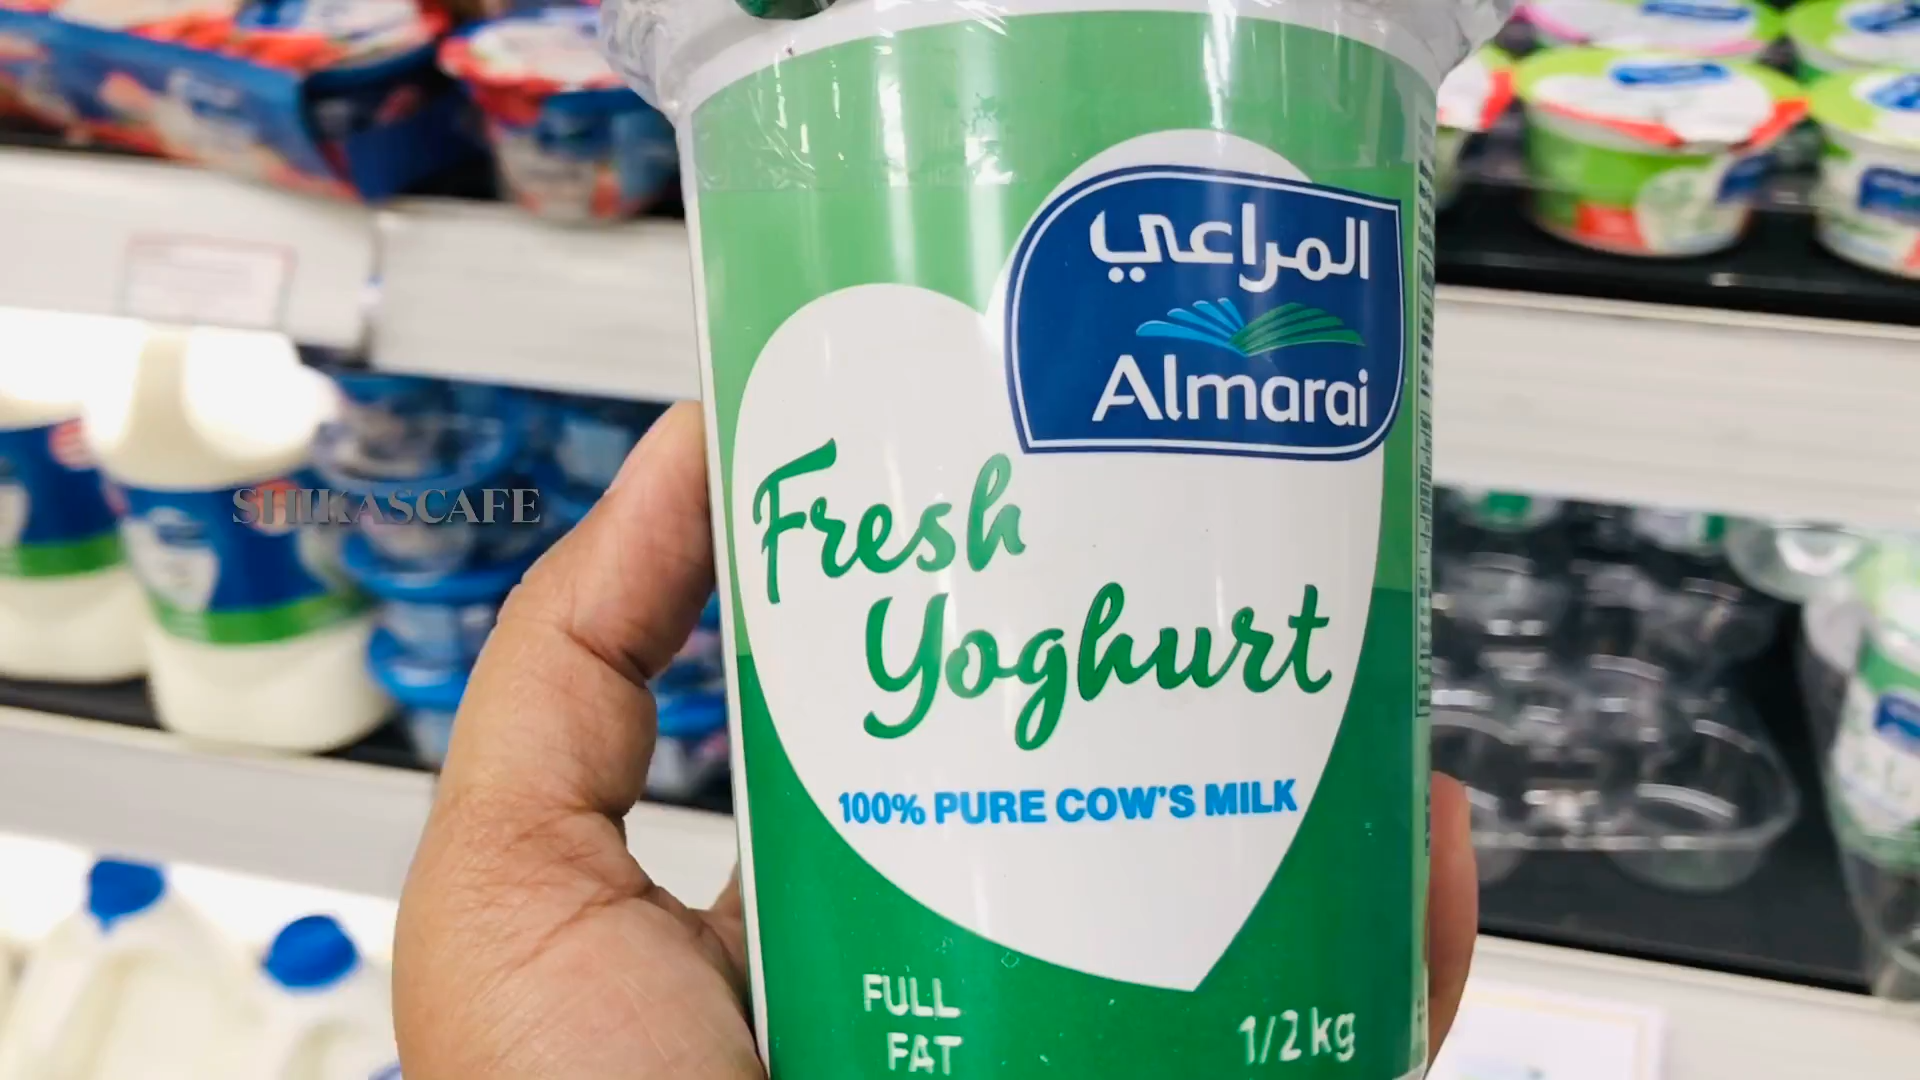 المراعي
Almarai
SHIKASCAFE
Fresh
Yoghurt
100% PURE COW'S MILK
FULL
FAT
1/2 kg